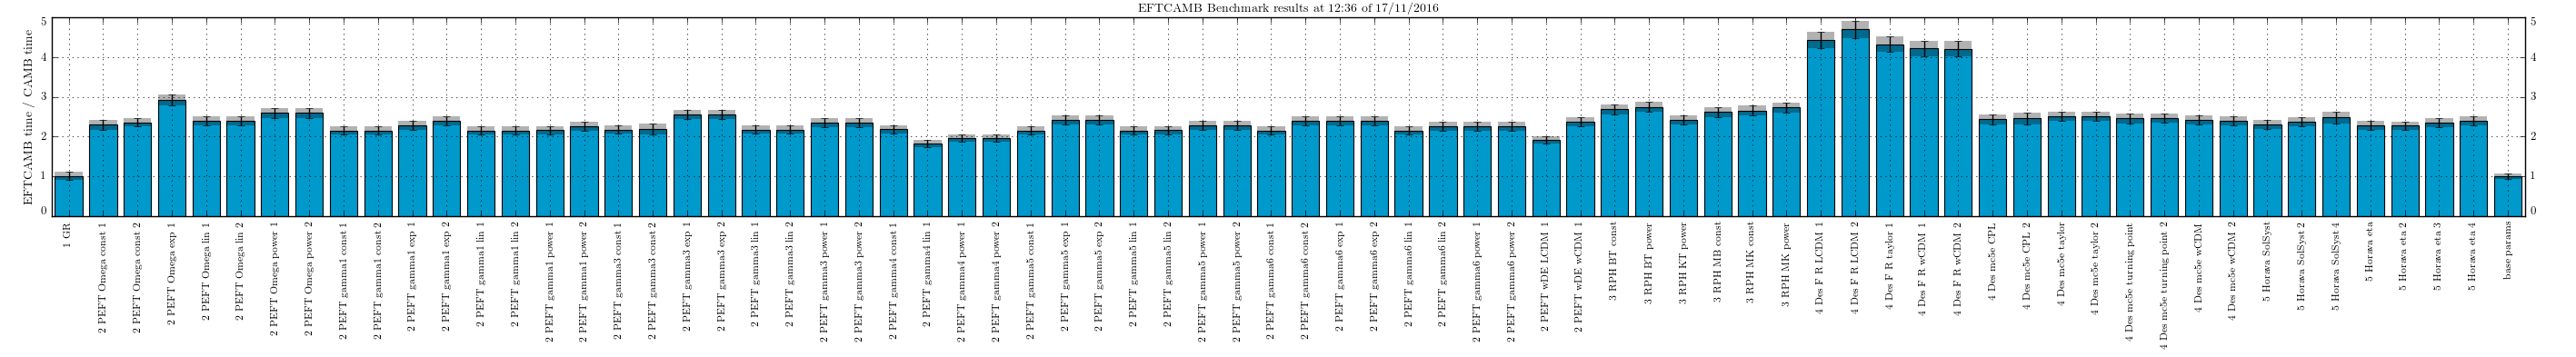 EFTCAMB Benchmark results at 12:36 of 17/11/2016
EFTCAMB time / CAMB time
5
4
3
2
1
0
5
4
3
2
1
0
1 GR
2 PEFT Omega const 1
2 PEFT Omega const 2
2 PEFT Omega exp 1
2 PEFT Omega lin 1
2 PEFT Omega lin 2
2 PEFT Omega power 1
2 PEFT Omega power 2
2 PEFT gamma1 const 1
2 PEFT gamma1 const 2
2 PEFT gamma1 exp 1
2 PEFT gamma1 exp 2
2 PEFT gamma1 lin 1
2 PEFT gamma1 lin 2
2 PEFT gamma1 power 1
2 PEFT gamma1 power 2
2 PEFT gamma3 const 1
2 PEFT gamma3 const 2
2 PEFT gamma3 exp 1
2 PEFT gamma3 exp 2
2 PEFT gamma3 lin 1
2 PEFT gamma3 lin 2
2 PEFT gamma3 power 1
2 PEFT gamma3 power 2
2 PEFT gamma4 const 1
2 PEFT gamma4 lin 1
2 PEFT gamma4 power 1
2 PEFT gamma4 power 2
2 PEFT gamma5 const 1
2 PEFT gamma5 exp 1
2 PEFT gamma5 exp 2
2 PEFT gamma5 lin 1
2 PEFT gamma5 lin 2
2 PEFT gamma5 power 1
2 PEFT gamma5 power 2
2 PEFT gamma6 const 1
2 PEFT gamma6 const 2
2 PEFT gamma6 exp 1
2 PEFT gamma6 exp 2
2 PEFT gamma6 lin 1
2 PEFT gamma6 lin 2
2 PEFT gamma6 power 1
2 PEFT gamma6 power 2
2 PEFT wDE LCDM 1
2 PEFT wDE wCDM 1
3 RPH BT const
3 RPH BT power
3 RPH KT power
3 RPH MB const
3 RPH MK const
3 RPH MK power
4 Des F R LCDM 1
4 Des F R LCDM 2
4 Des F R taylor 1
4 Des F R wCDM 1
4 Des F R wCDM 2
4 Des mc5e CPL
4 Des mc5e CPL 2
4 Des mc5e taylor
4 Des mc5e taylor 2
4 Des mc5e turning point
4 Des mc5e turning point 2
4 Des mc5e wCDM
4 Des mc5e wCDM 2
5 Horava SolSyst
5 Horava SolSyst 2
5 Horava SolSyst 4
5 Horava eta
5 Horava eta 2
5 Horava eta 3
5 Horava eta 4
base params